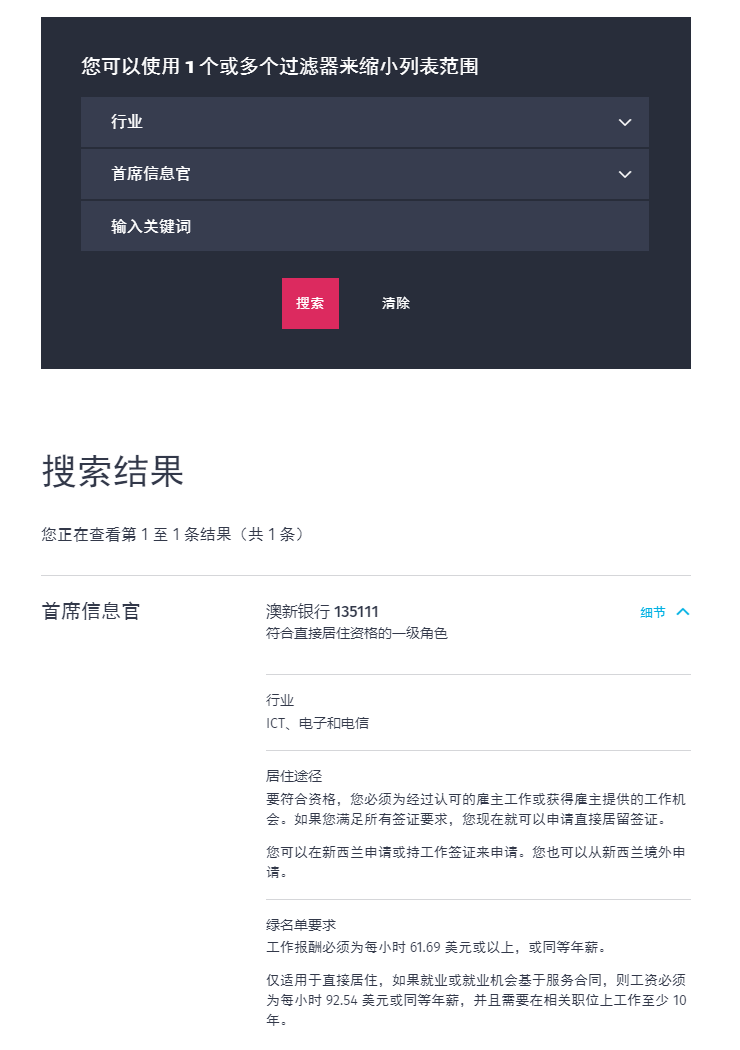 您可以使用 1 个或多个过滤器来缩小列表范围
行业
首席信息官
输入关键词
搜索
清除
搜索结果
您正在查看第 1 至 1 条结果（共 1 条）
首席信息官
澳新银行 135111
细节
符合直接居住资格的一级角色
行业
ICT、电子和电信
居住途径
要符合资格，您必须为经过认可的雇主工作或获得雇主提供的工作机
会。如果您满足所有签证要求，您现在就可以申请直接居留签证。
您可以在新西兰申请或持工作签证来申请。您也可以从新西兰境外申
请。
绿名单要求
工作报酬必须为每小时 61.69 美元或以上，或同等年薪。
仅适用于直接居住，如果就业或就业机会基于服务合同，则工资必须
为每小时 92.54 美元或同等年薪，并且需要在相关职位上工作至少 10
年。